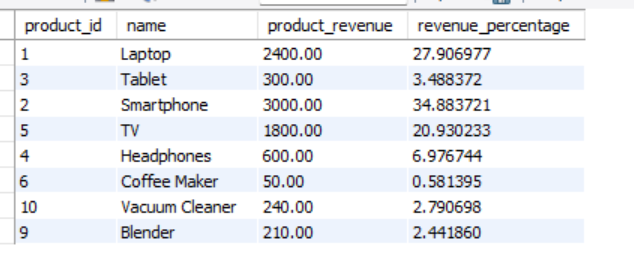 product_id name product_revenue revenue_percentage
1 Laptop 2400.00 27.906977
3 Tablet 300.00 3.488372
2 Smartphone 3000.00 34.883721
5 TV 1800.00 20.930233
4 Headphones 600.00 6.976744
6 Coffee Maker 50.00 0.581395
10 Vacuum Cleaner 240.00 2.790698
9 Blender 210.00 2.441860